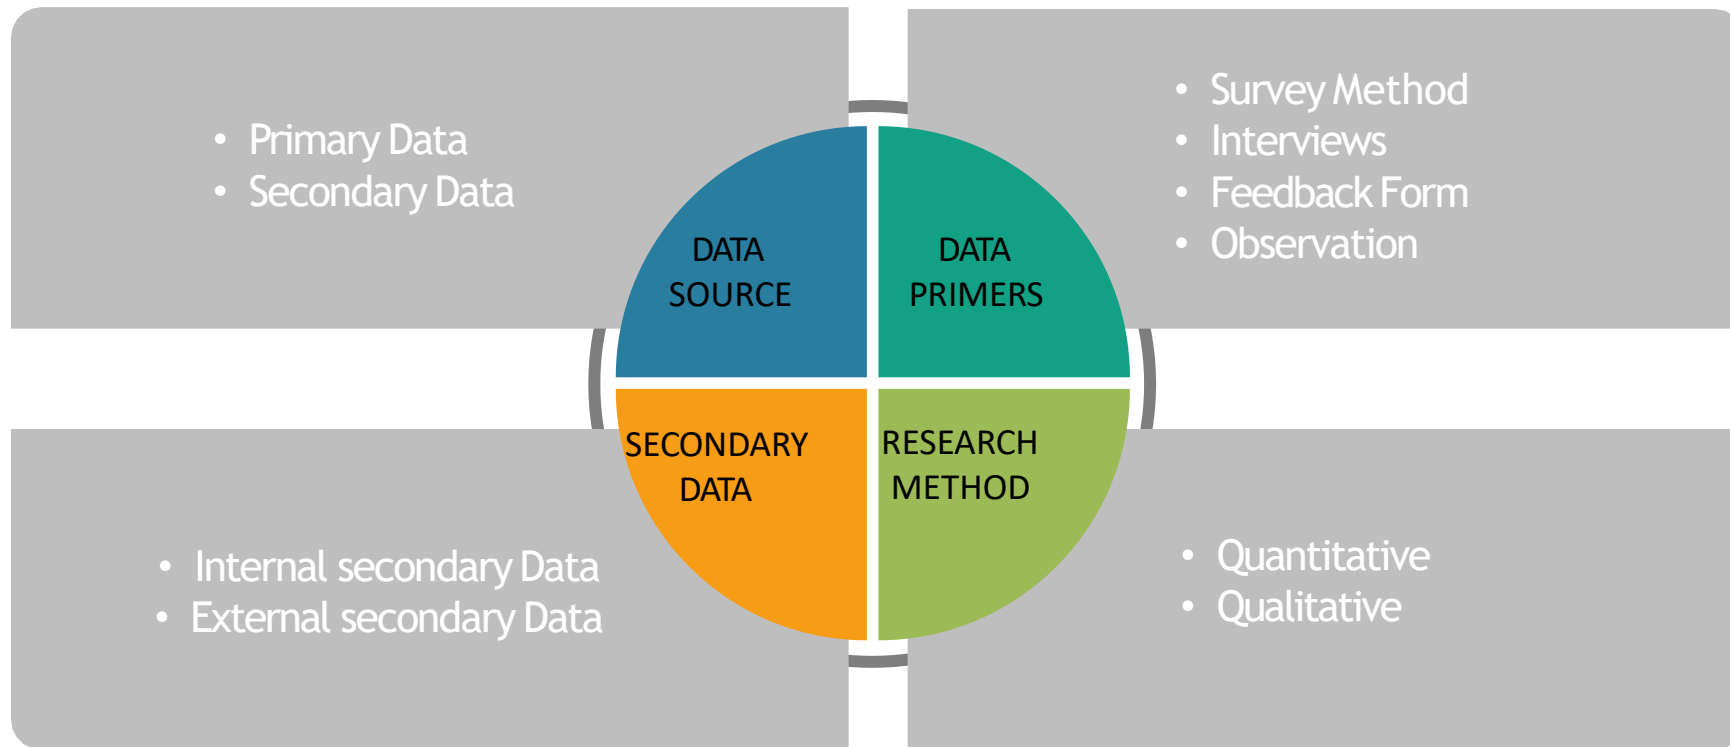 • Primary Data
• Secondary Data
• Survey Method
• Interviews
• Feedback Form
• Observation
DATA
SOURCE
DATA
PRIMERS
SECONDARY
DATA
RESEARCH
METHOD
• Internal secondary Data
• External secondary Data
• Quantitative
• Qualitative